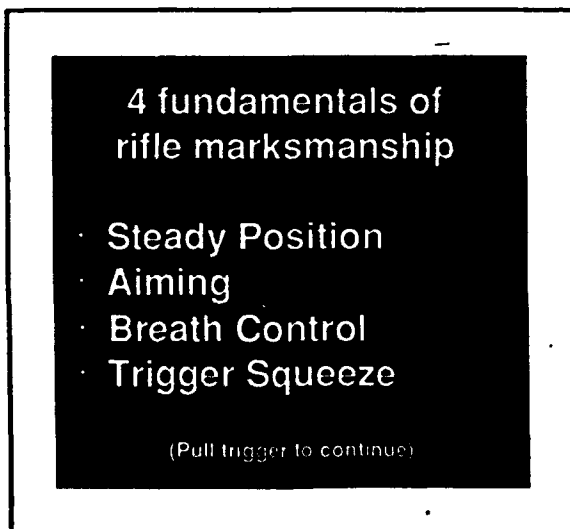 4 fundamentals of
rifle marksmanship
· Steady Position
· Aiming
· Breath Control
· Trigger Squeeze
(Pull trigger to continue)